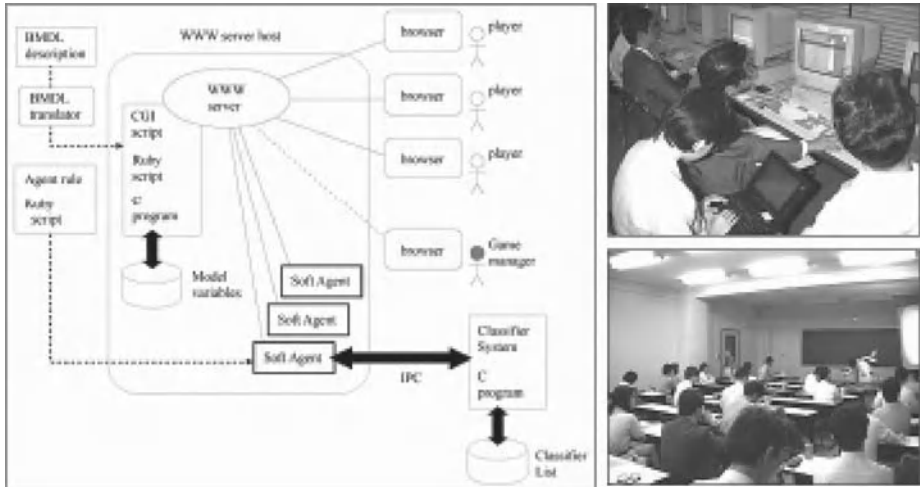 BMDL
description
BMDL
translator
Agent rule
Ruby
script
WWW server host
WWW
server
CGI
script
Ruby
script
C
program
Model
variables
Soft Agent
Soft Agent
Soft Agent
browser
player
browser
player
browser
player
browser
Game
manager
IPC
Classifier
System
C
program
Classifier
List